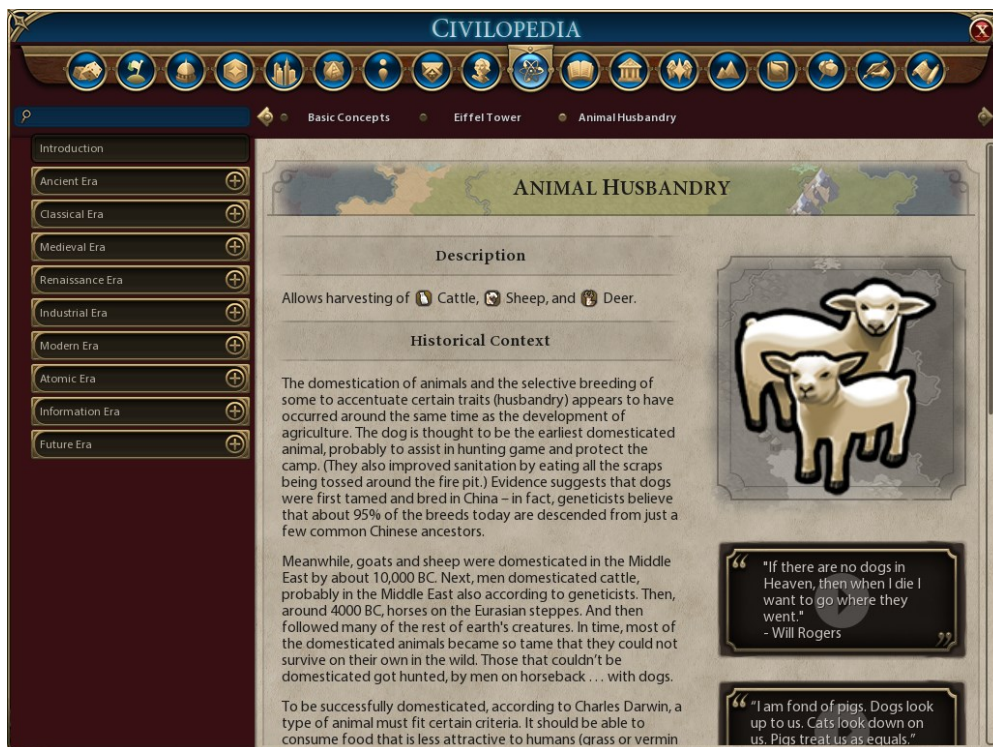 CIVILOPEDIA
Basic Concepts
Eiffel Tower
Animal Husbandry
Introduction
Ancient Era
Classical Era
Medieval Era
Renaissance Era
Industrial Era
Modern Era
Atomic Era
Information Era
Future Era
ANIMAL HUSBANDRY
Description
Allows harvesting of Cattle, Sheep, and Deer.
Historical Context
The domestication of animals and the selective breeding of
some to accentuate certain traits (husbandry) appears to have
occurred around the same time as the development of
agriculture. The dog is thought to be the earliest domesticated
animal, probably to assist in hunting game and protect the
camp. (They also improved sanitation by eating all the scraps
being tossed around the fire pit.) Evidence suggests that dogs
were first tamed and bred in China – in fact, geneticists believe
that about 95% of the breeds today are descended from just a
few common Chinese ancestors.
Meanwhile, goats and sheep were domesticated in the Middle
East by about 10,000 BC. Next, men domesticated cattle,
probably in the Middle East also according to geneticists. Then,
around 4000 BC, horses on the Eurasian steppes. And then
followed many of the rest of earth's creatures. In time, most of
the domesticated animals became so tame that they could not
survive on their own in the wild. Those that couldn't be
domesticated got hunted, by men on horseback . . . with dogs.
To be successfully domesticated, according to Charles Darwin, a
type of animal must fit certain criteria. It should be able to
consume food that is less attractive to humans (grass or vermin
"If there are no dogs in
Heaven, then when I die I
want to go where they
went."
- Will Rogers
"I am fond of pigs. Dogs look
up to us. Cats look down on
us. Pigs treat us as equals."